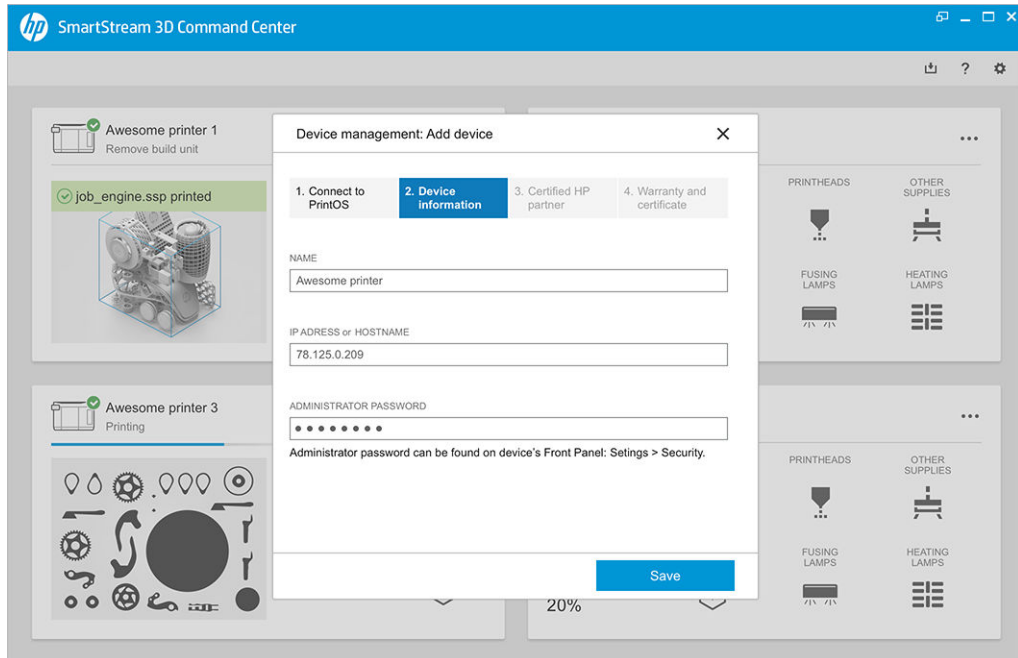 hp SmartStream 3D Command Center
?
Awesome printer 1
Remove build unit
job_engine.ssp printed
Device management: Add device
1. Connect to
PrintOS
2. Device
information
3. Certified HP
partner
4. Warranty and
certificate
NAME
Awesome printer
IP ADRESS or HOSTNAME
78.125.0.209
ADMINISTRATOR PASSWORD
Administrator password can be found on device's Front Panel: Setings > Security.
Save
PRINTHEADS
OTHER
SUPPLIES
FUSING
LAMPS
HEATING
LAMPS
Awesome printer 3
Printing
20%
PRINTHEADS
OTHER
SUPPLIES
FUSING
LAMPS
HEATING
LAMPS